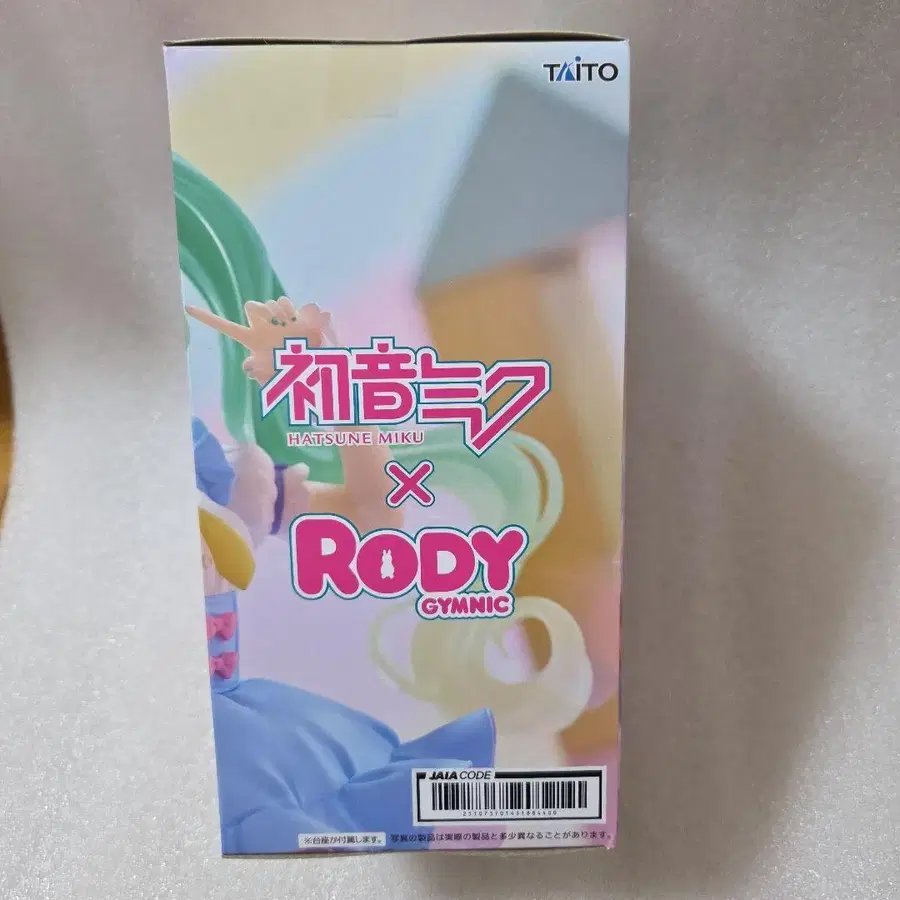 TAITO
初音ミク
HATSUNE MIKU
×
RODY
GYMNIC
JAIA CODE
※台座が付属します。
写真の製品は実際の製品と多少異なることがあります。